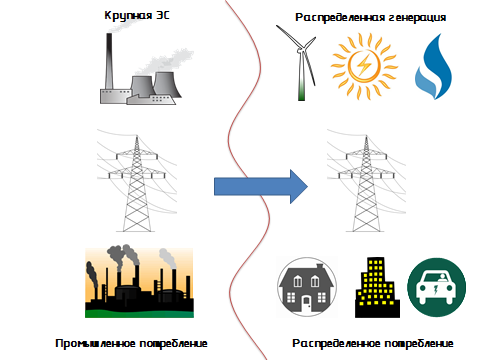 Крупная ЭС
Распределенная генерация
Промышленное потребление
Распределенное потребление